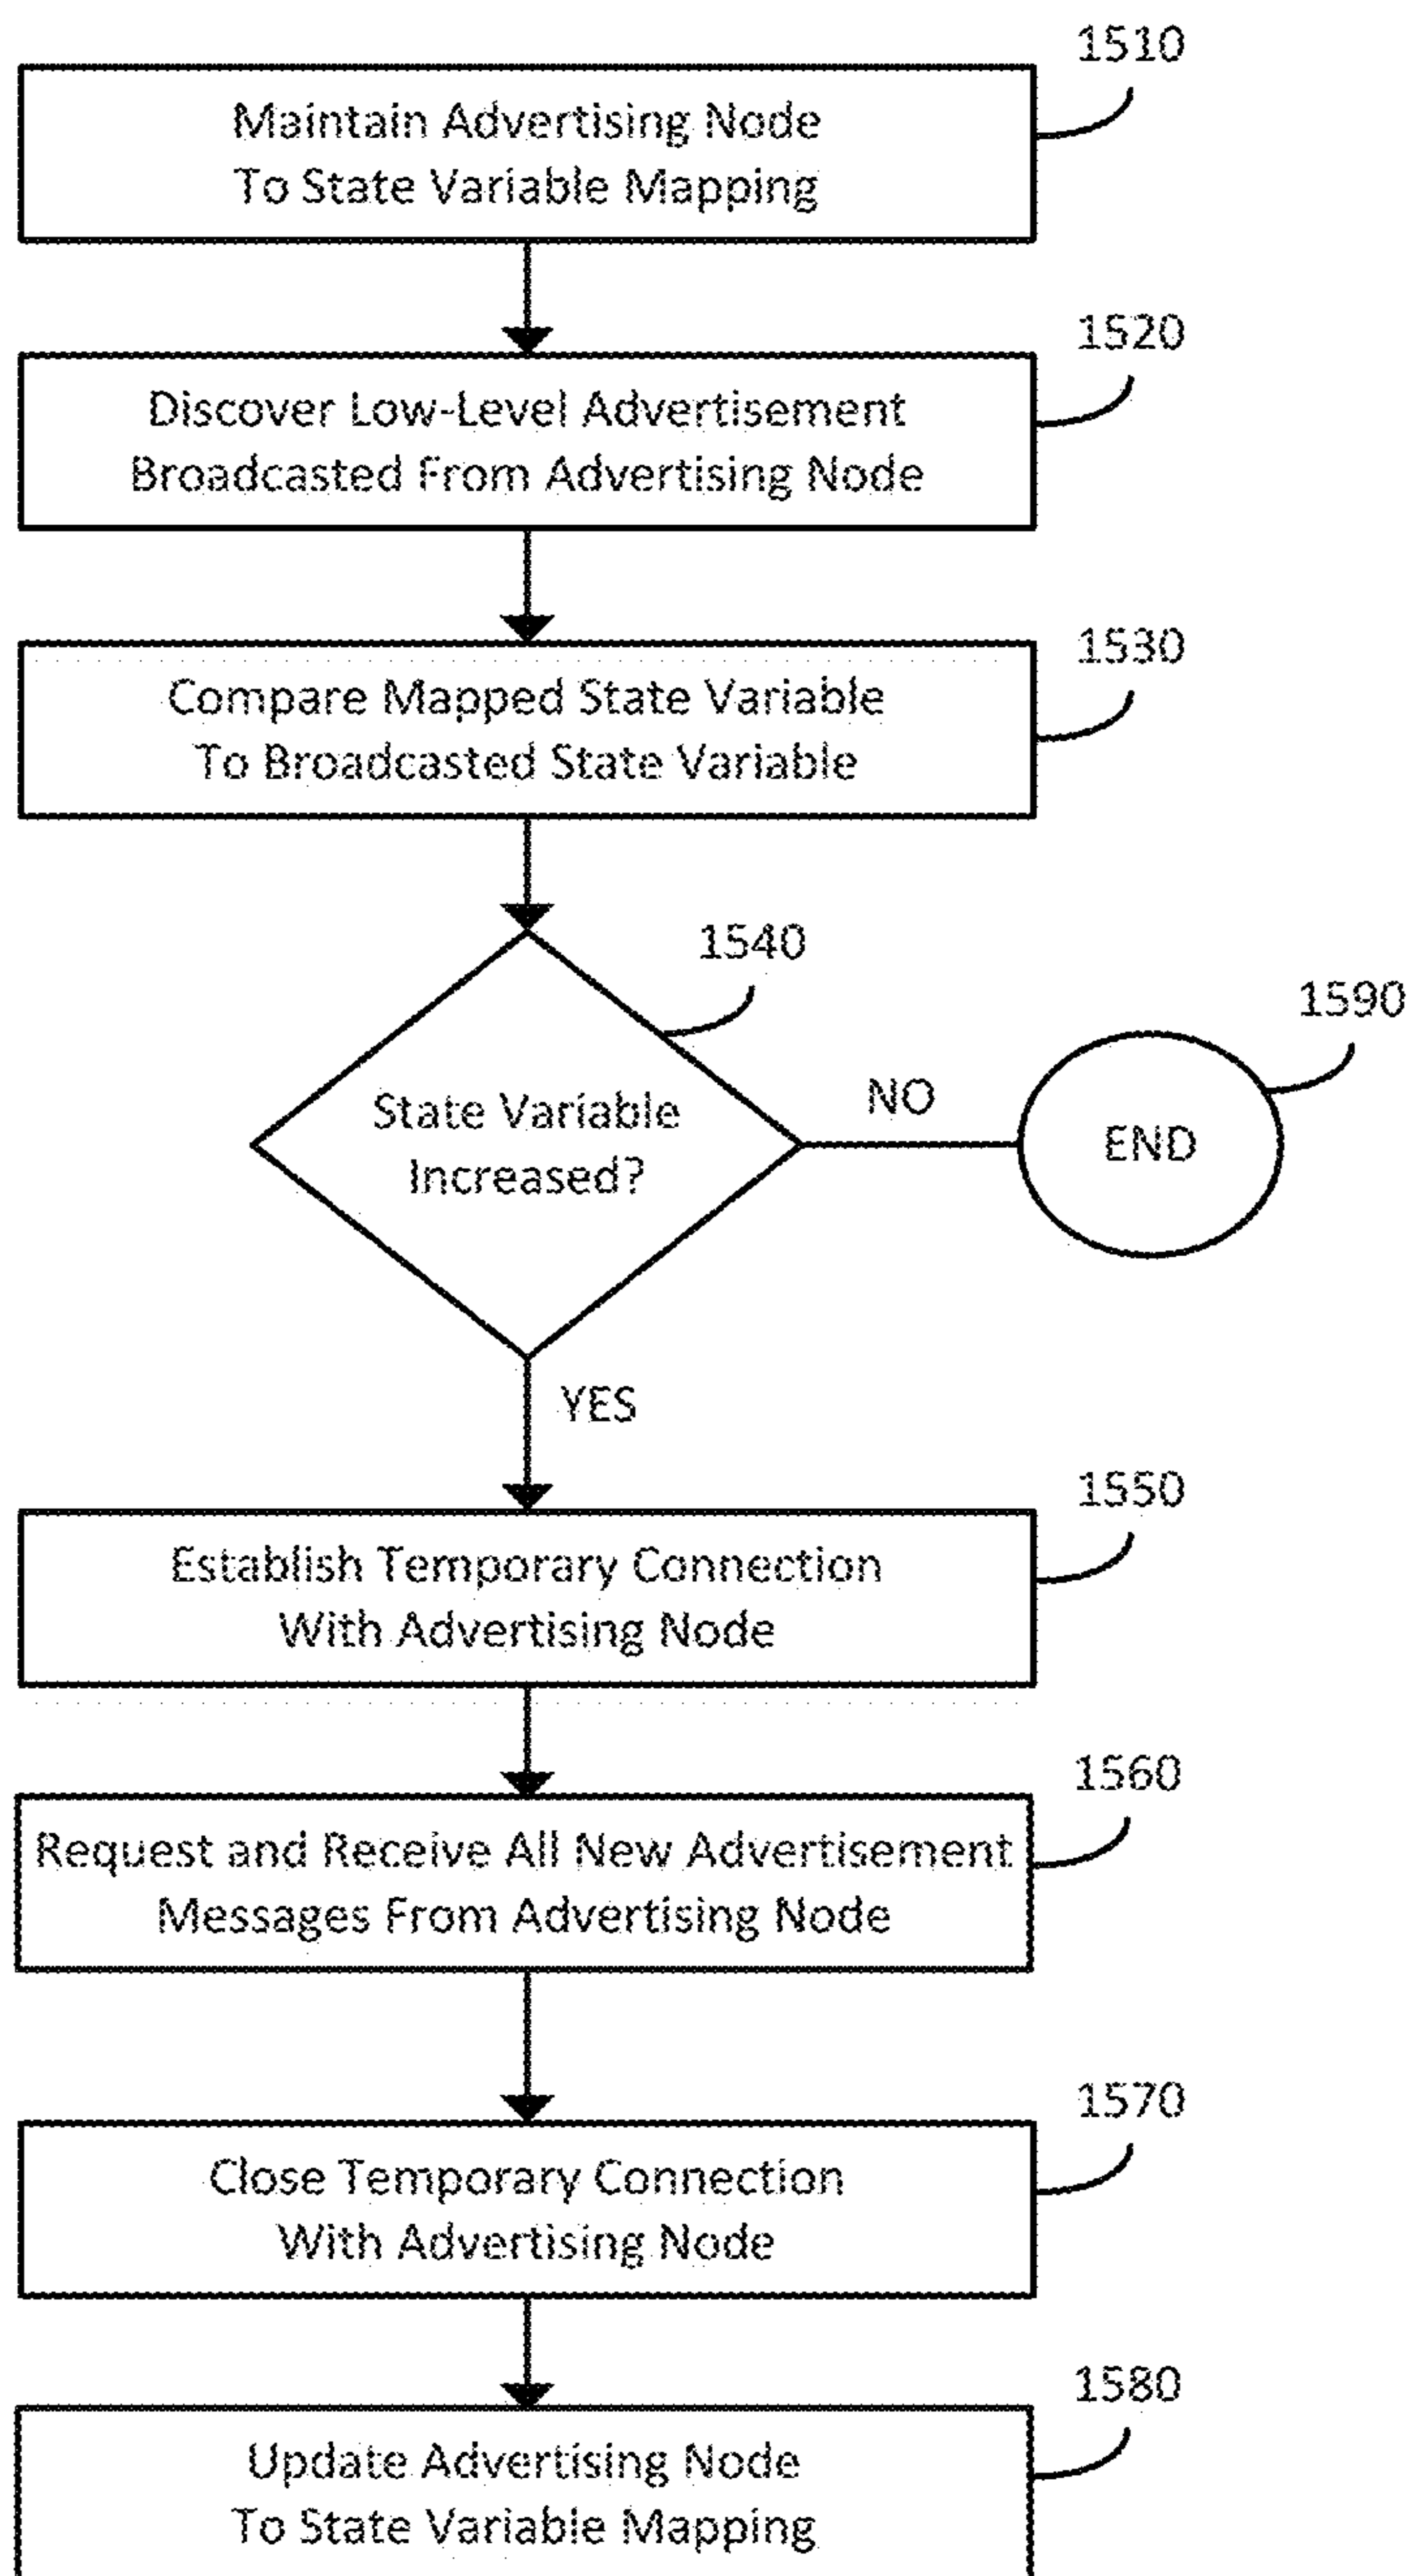 1510
Maintain Advertising Node
To State Variable Mapping
1520
Discover Low-Level Advertisement
Broadcasted From Advertising Node
1530
Compare Mapped State Variable
To Broadcasted State Variable
1540
State Variable
Increased?
NO
1590
END
YES
1550
Establish Temporary Connection
With Advertising Node
1560
Request and Receive All New Advertisement
Messages From Advertising Node
1570
Close Temporary Connection
With Advertising Node
1580
Update Advertising Node
To State Variable Mapping